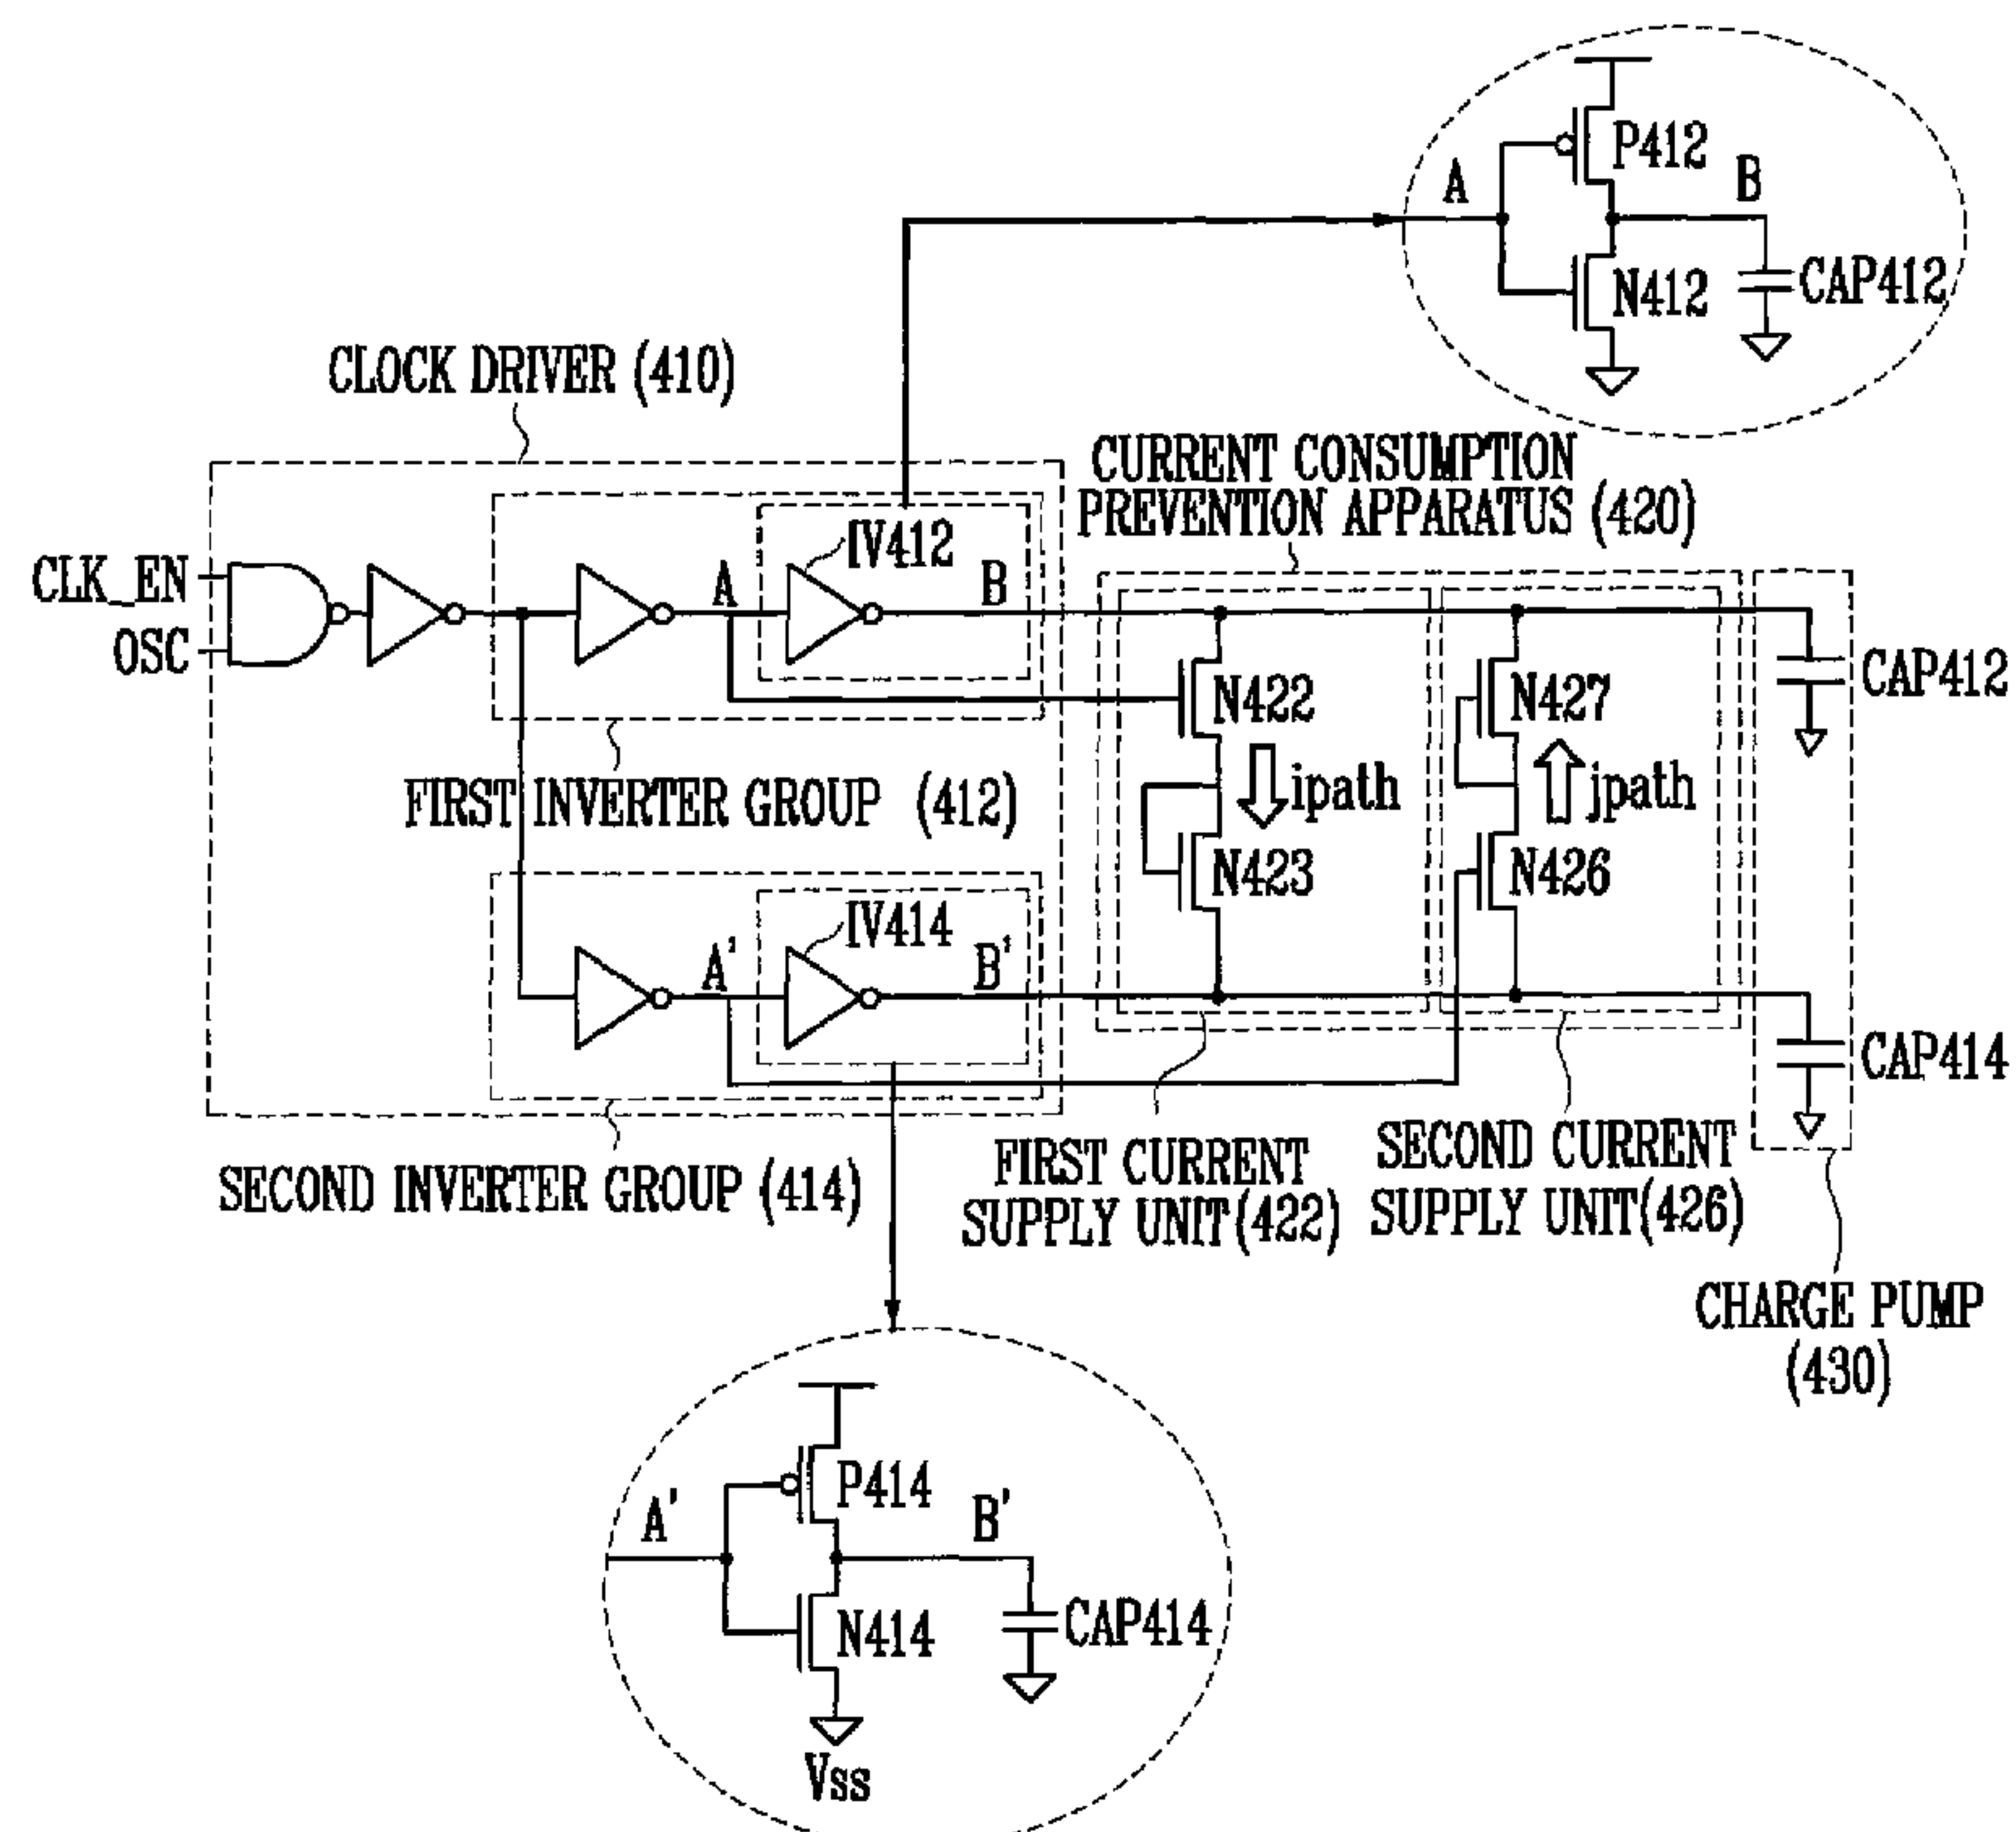 P412
A
B
N412
CAP412
CLOCK DRIVER (410)
CURRENT CONSUMPTION
PREVENTION APPARATUS (420)
IV412
CLK_EN
OSC
A
B
N422
N427
CAP412
ipath
jpath
FIRST INVERTER GROUP (412)
N423
N426
IV414
A'
B'
CAP414
SECOND INVERTER GROUP (414)
FIRST CURRENT
SUPPLY UNIT(422)
SECOND CURRENT
SUPPLY UNIT(426)
CHARGE PUMP
(430)
P414
A'
B'
N414
CAP414
Vss